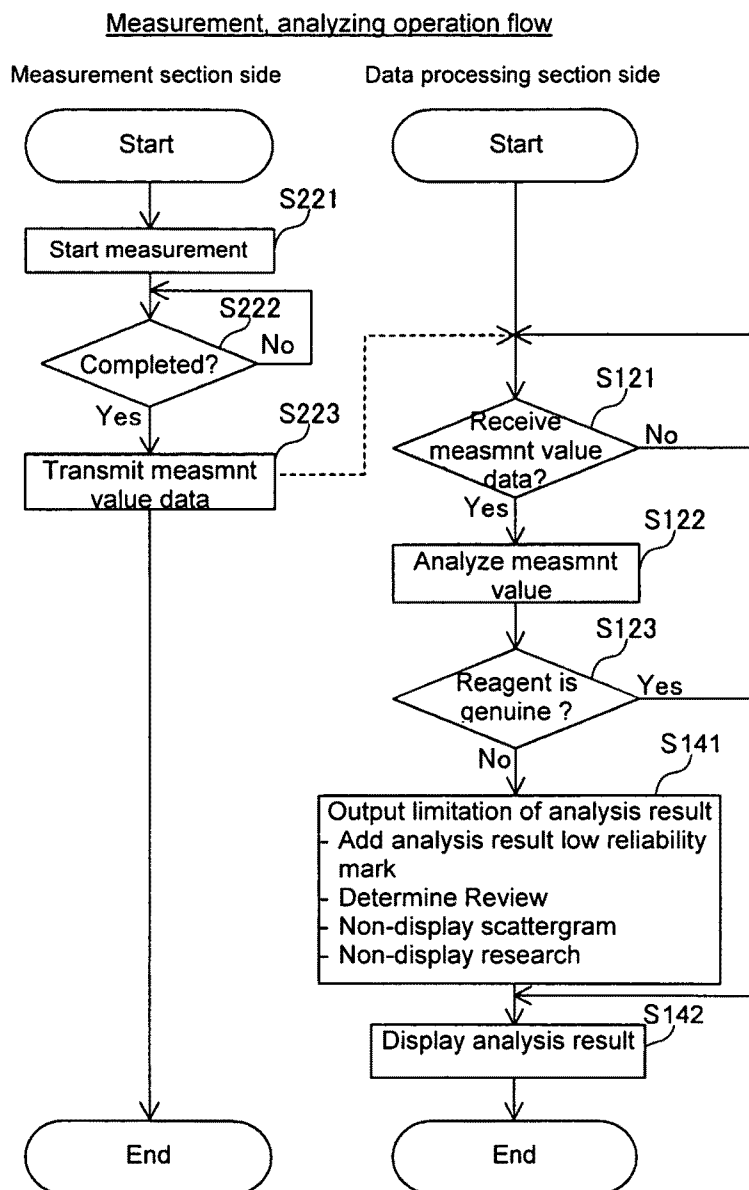 Measurement, analyzing operation flow
Measurement section side
Data processing section side
Start
Start
S221
Start measurement
S222
Completed?
No
Yes
S223
Transmit measmnt
value data
S121
Receive
measmnt value
data?
No
Yes
S122
Analyze measmnt
value
S123
Reagent is
genuine ?
Yes
No
S141
Output limitation of analysis result
- Add analysis result low reliability
mark
- Determine Review
- Non-display scattergram
- Non-display research
S142
Display analysis result
End
End